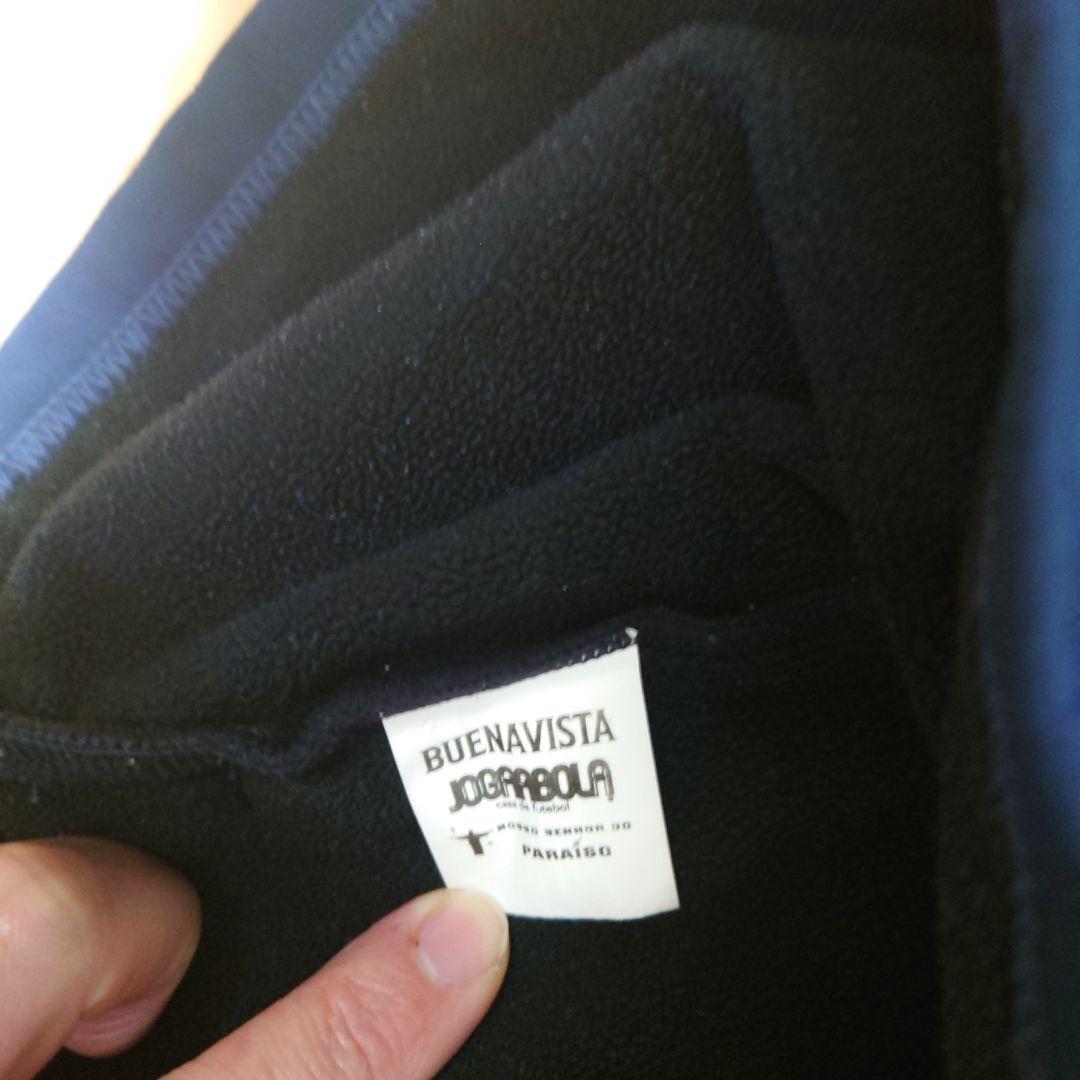 BUENAVISTA
JOGARBOLA
casa de futebol
NOSSO SENHOR DO
PARAÍSO